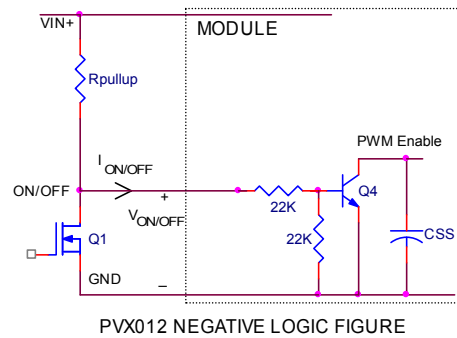 VIN+
MODULE
Rpullup
PWM Enable
I ON/OFF
ON/OFF
+
Q4
22K
V ON/OFF
22K
CSS
Q1
GND
–
PVX012 NEGATIVE LOGIC FIGURE